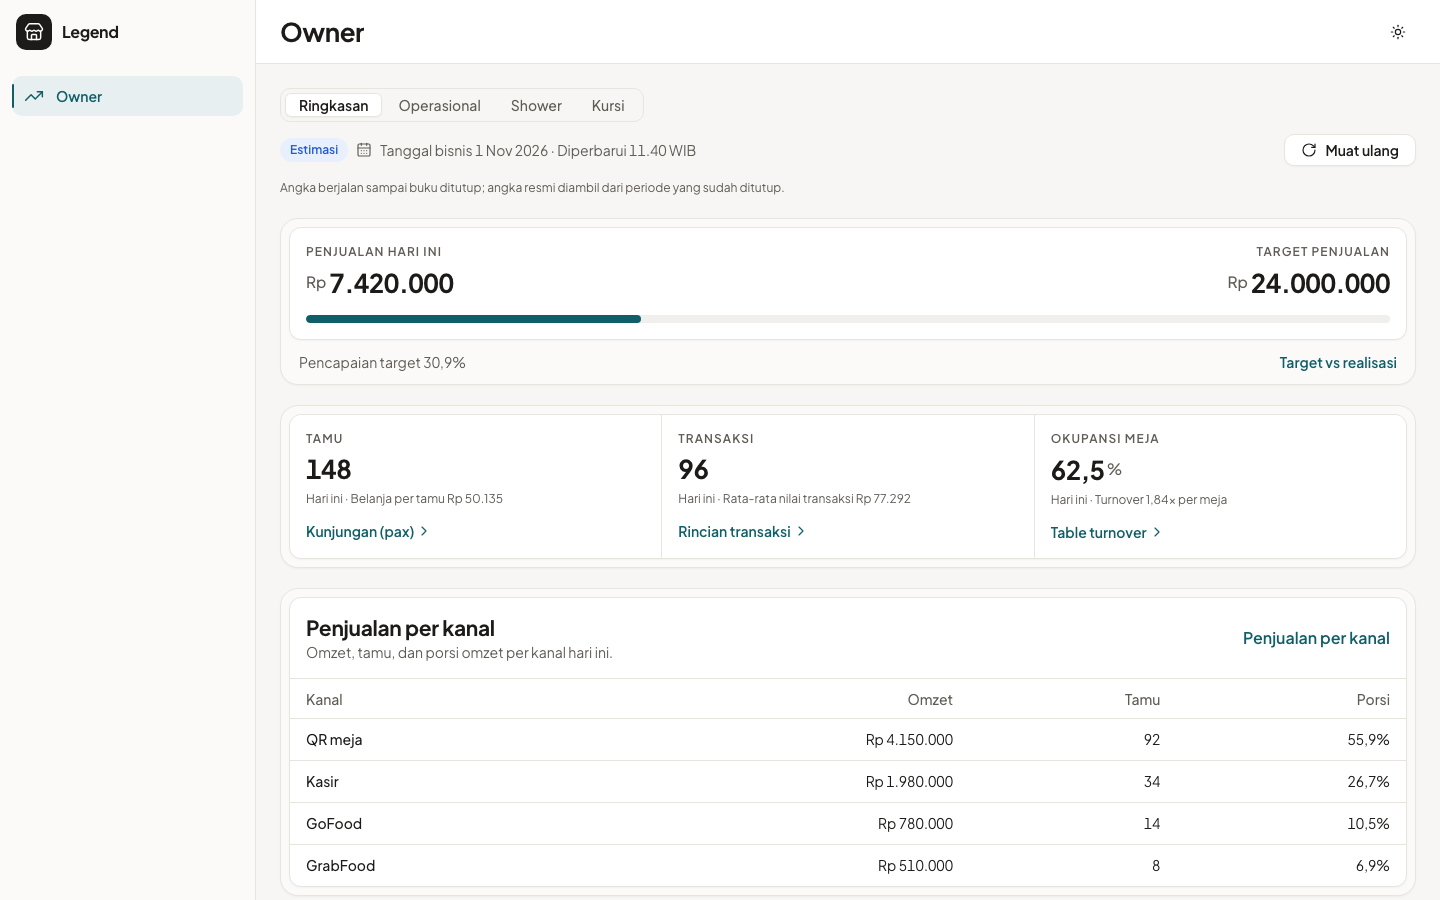 Legend
Owner
Owner
Ringkasan Operasional Shower Kursi
Estimasi Tanggal bisnis 1 Nov 2026 · Diperbarui 11.40 WIB Muat ulang
Angka berjalan sampai buku ditutup; angka resmi diambil dari periode yang sudah ditutup.
PENJUALAN HARI INI TARGET PENJUALAN
Rp 7.420.000 Rp 24.000.000
Pencapaian target 30,9% Target vs realisasi
TAMU
148
Hari ini · Belanja per tamu Rp 50.135
Kunjungan (pax)
TRANSAKSI
96
Hari ini · Rata-rata nilai transaksi Rp 77.292
Rincian transaksi
OKUPANSI MEJA
62,5%
Hari ini · Turnover 1,84× per meja
Table turnover
Penjualan per kanal
Omzet, tamu, dan porsi omzet per kanal hari ini.
Penjualan per kanal
Kanal Omzet Tamu Porsi
QR meja Rp 4.150.000 92 55,9%
Kasir Rp 1.980.000 34 26,7%
GoFood Rp 780.000 14 10,5%
GrabFood Rp 510.000 8 6,9%